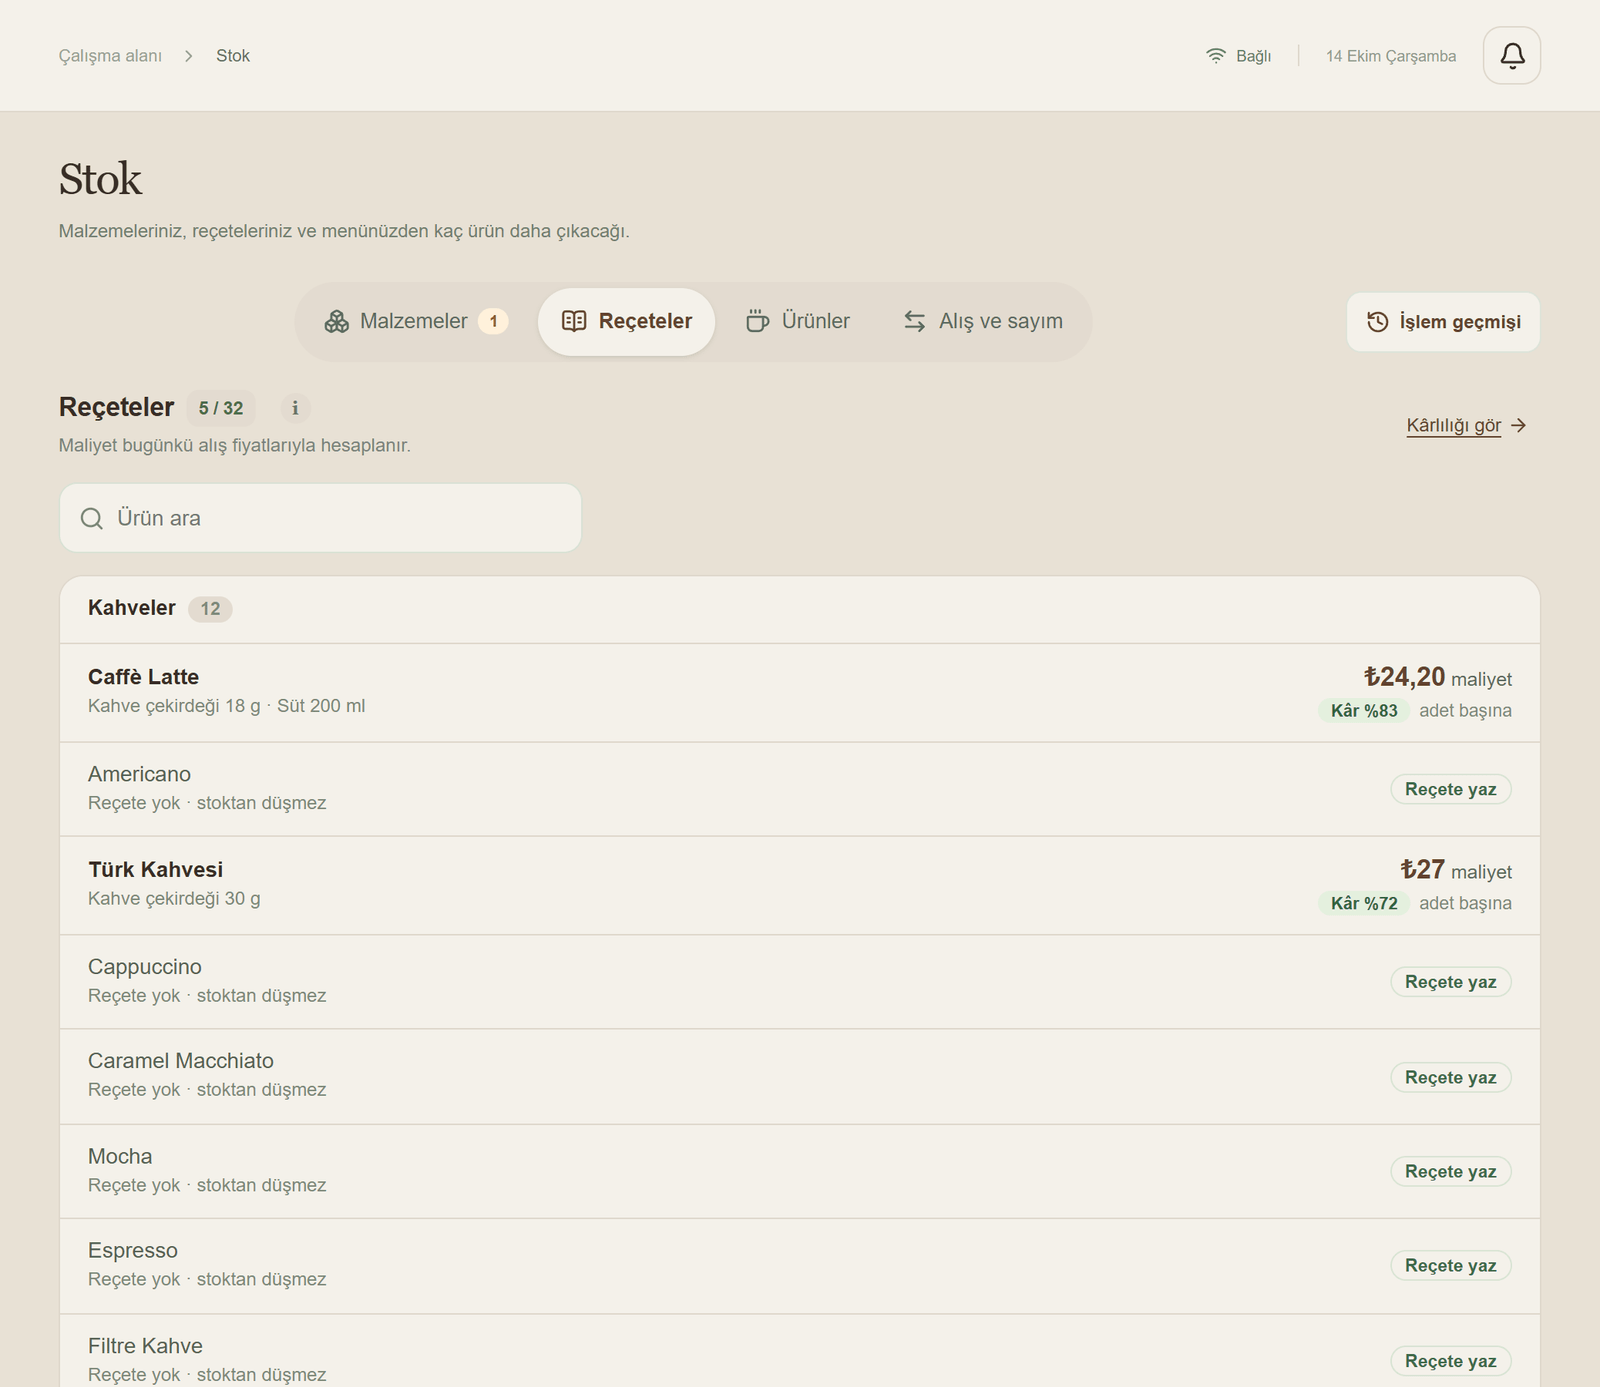 Çalışma alanı > Stok
Bağlı
14 Ekim Çarşamba
Stok
Malzemeleriniz, reçeteleriniz ve menünüzden kaç ürün daha çıkacağı.
Malzemeler 1
Reçeteler
Ürünler
Alış ve sayım
İşlem geçmişi
Reçeteler 5 / 32 i
Maliyet bugünkü alış fiyatlarıyla hesaplanır.
Kârlılığı gör →
Ürün ara
Kahveler 12
Caffè Latte
Kahve çekirdeği 18 g · Süt 200 ml
₺24,20 maliyet
Kâr %83 adet başına
Americano
Reçete yok · stoktan düşmez
Reçete yaz
Türk Kahvesi
Kahve çekirdeği 30 g
₺27 maliyet
Kâr %72 adet başına
Cappuccino
Reçete yok · stoktan düşmez
Reçete yaz
Caramel Macchiato
Reçete yok · stoktan düşmez
Reçete yaz
Mocha
Reçete yok · stoktan düşmez
Reçete yaz
Espresso
Reçete yok · stoktan düşmez
Reçete yaz
Filtre Kahve
Reçete yok · stoktan düşmez
Reçete yaz